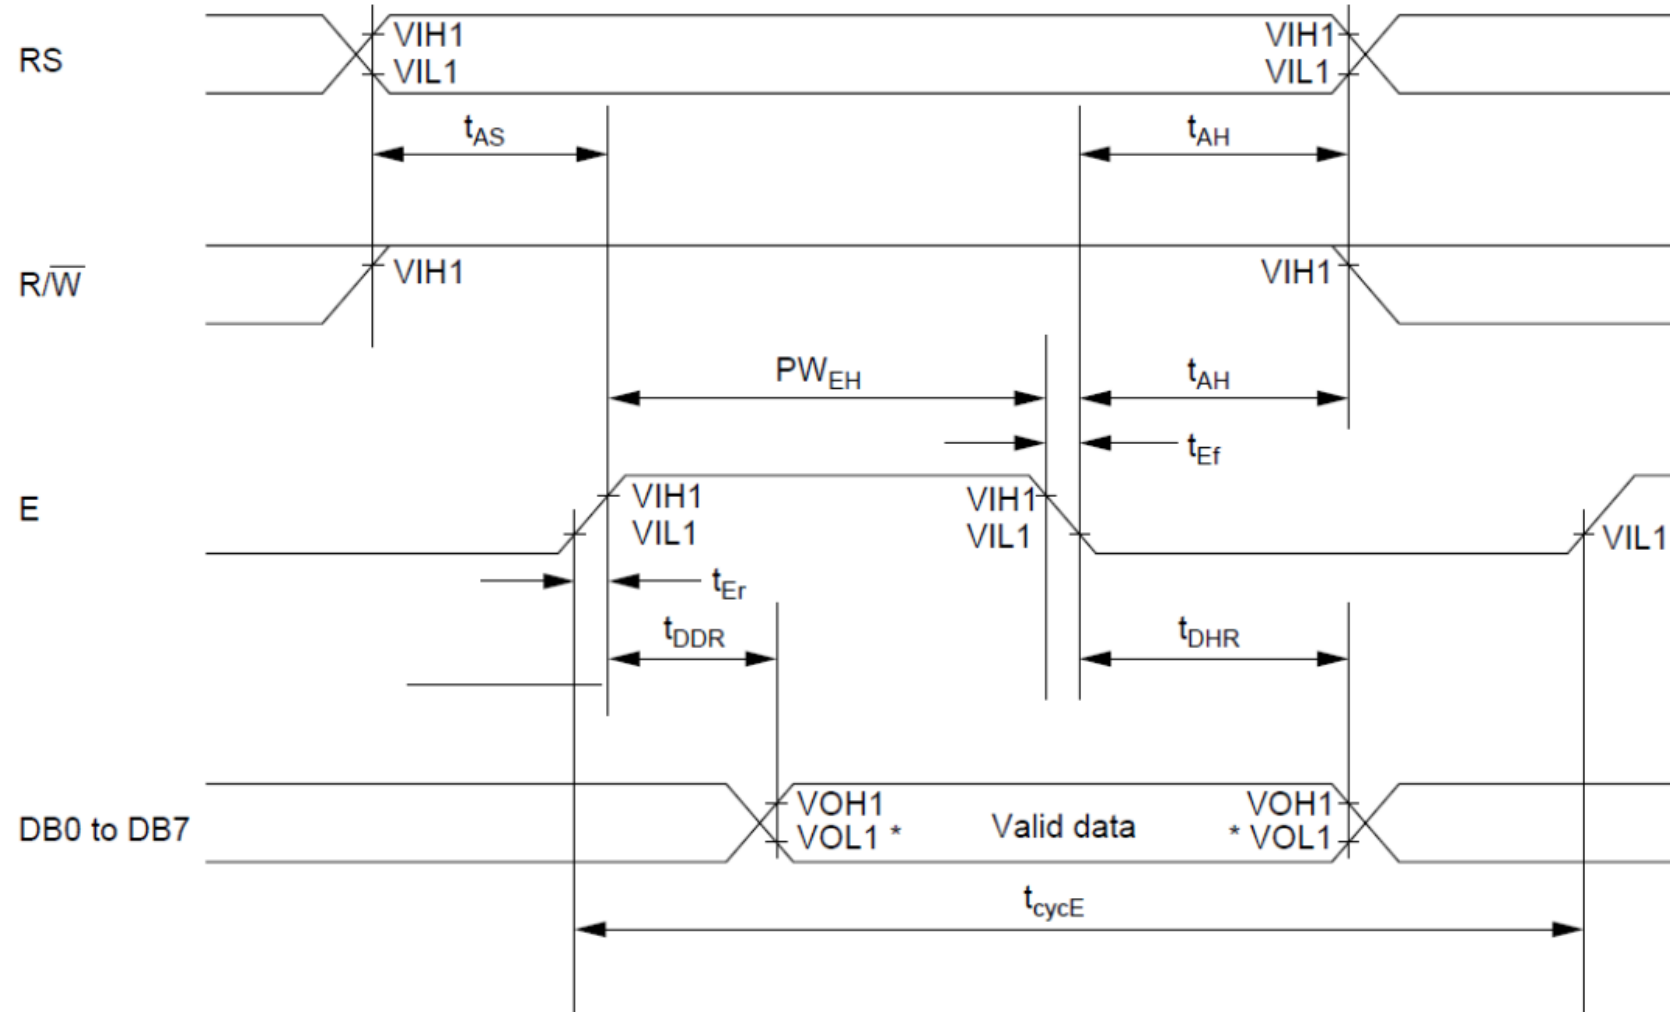 RS
VIH1
VIL1
VIH1
VIL1
tAS
tAH
R/W̅
VIH1
VIH1
PWEH
tAH
tEf
E
VIH1
VIL1
VIH1
VIL1
VIL1
tEr
tDDR
tDHR
DB0 to DB7
VOH1
VOL1 *
Valid data
VOH1
* VOL1
tcycE